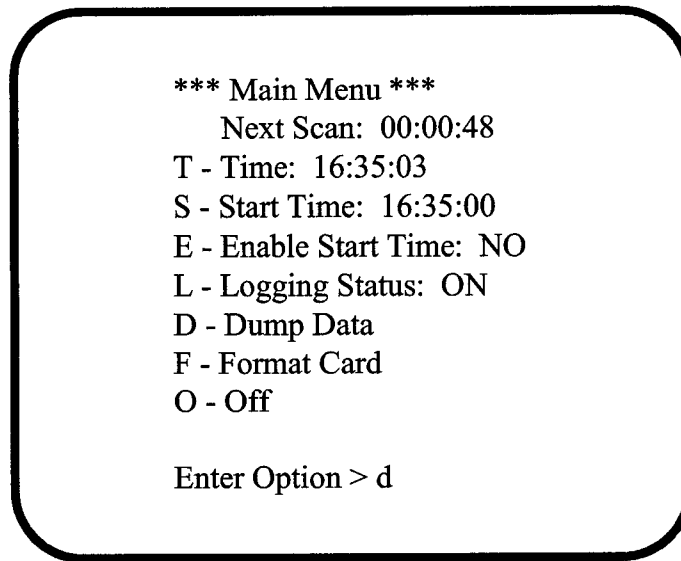 *** Main Menu ***
Next Scan: 00:00:48
T - Time: 16:35:03
S - Start Time: 16:35:00
E - Enable Start Time: NO
L - Logging Status: ON
D - Dump Data
F - Format Card
O - Off
Enter Option > d